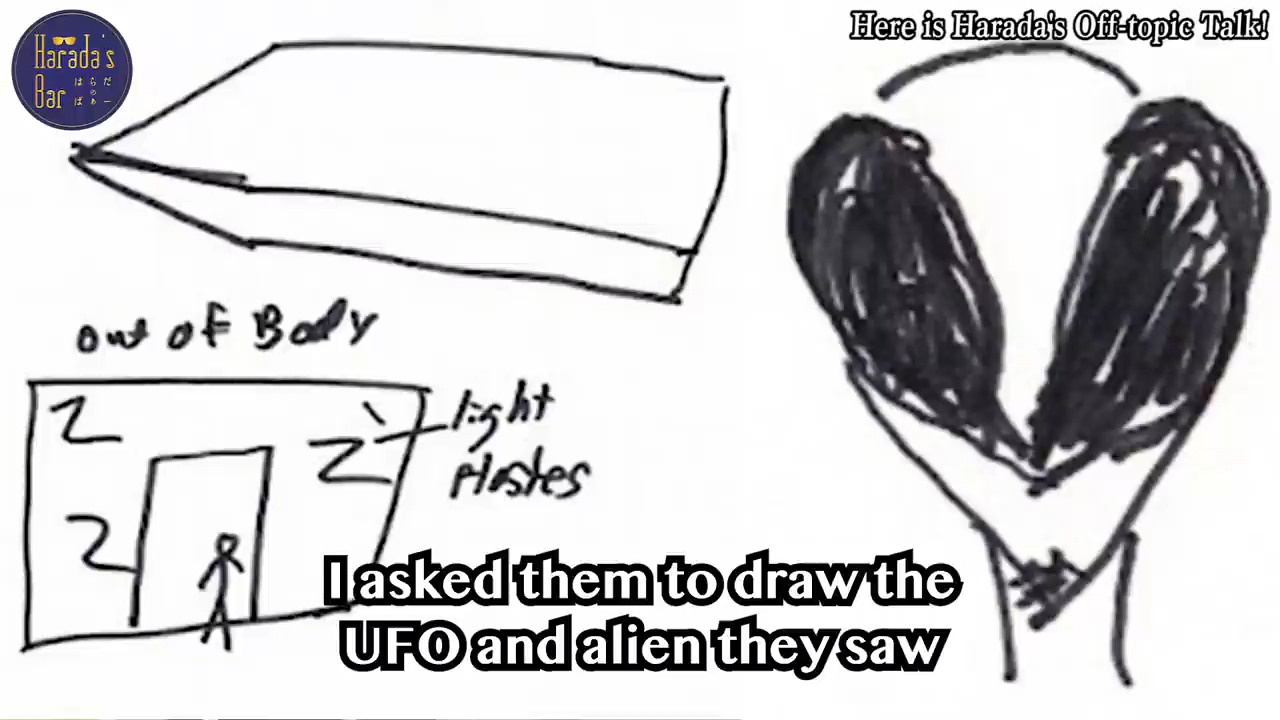 Harada's
Bar
はらだ
の
ばぁー
Here is Harada's Off-topic Talk!
out of Body
light
flashes
I asked them to draw the
UFO and alien they saw